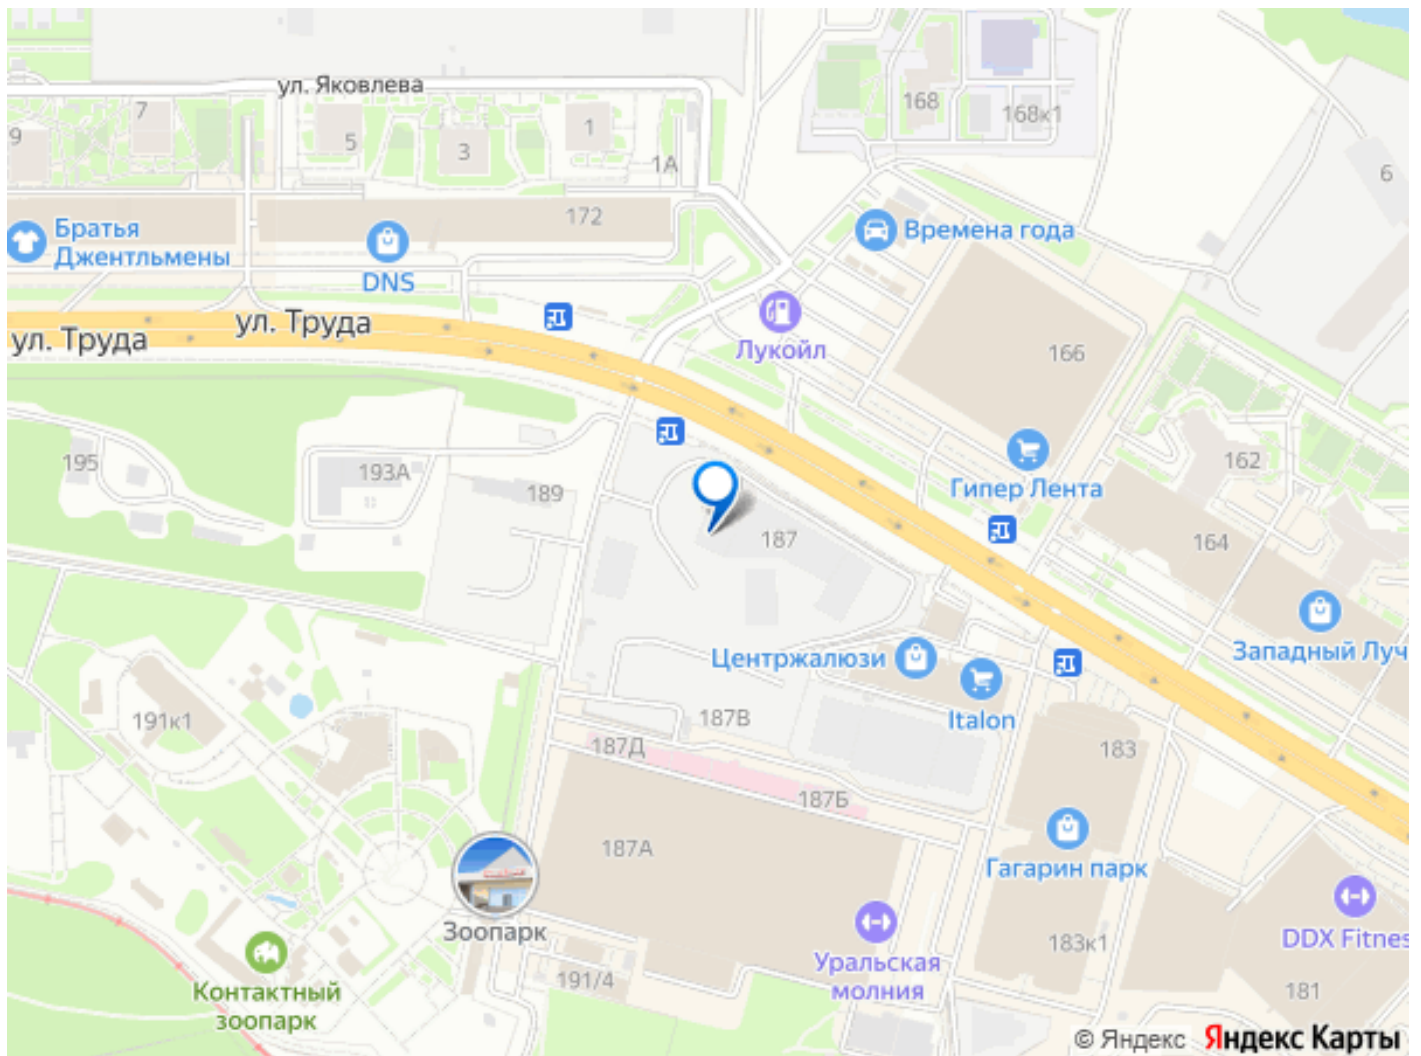 ул. Яковлева
168
168к1
7
9
5
3
1
1А
6
172
Братья
Джентльмены
DNS
Времена года
ул. Труда
ул. Труда
Лукойл
166
195
193А
189
162
Гипер Лента
187
164
Центржалюзи
Italon
Западный Луч
191к1
187В
187Д
187Б
183
187А
Гагарин парк
Зоопарк
Уральская
молния
183к1
DDX Fitnes
Контактный
зоопарк
191/4
181
© Яндекс Яндекс Карты